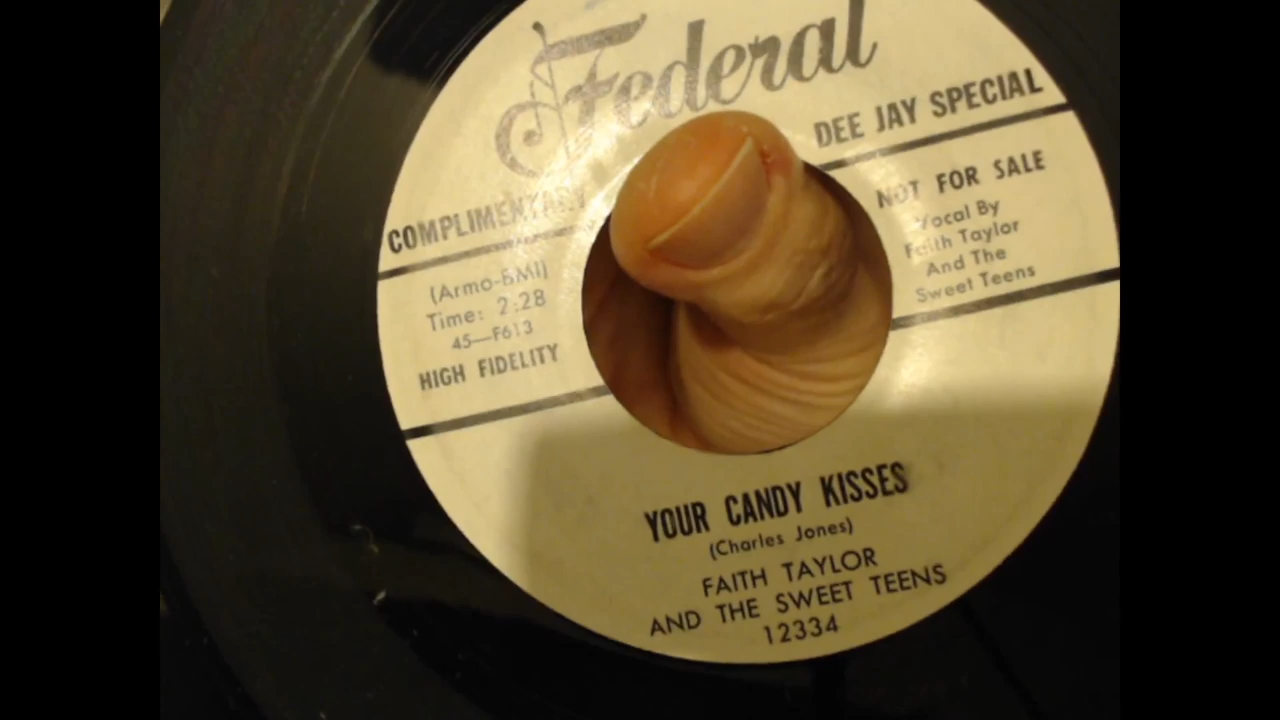 Federal
DEE JAY SPECIAL
COMPLIMENTARY
NOT FOR SALE
(Armo-BMI)
Time: 2:28
45—F613
HIGH FIDELITY
Vocal By
Faith Taylor
And The
Sweet Teens
YOUR CANDY KISSES
(Charles Jones)
FAITH TAYLOR
AND THE SWEET TEENS
12334